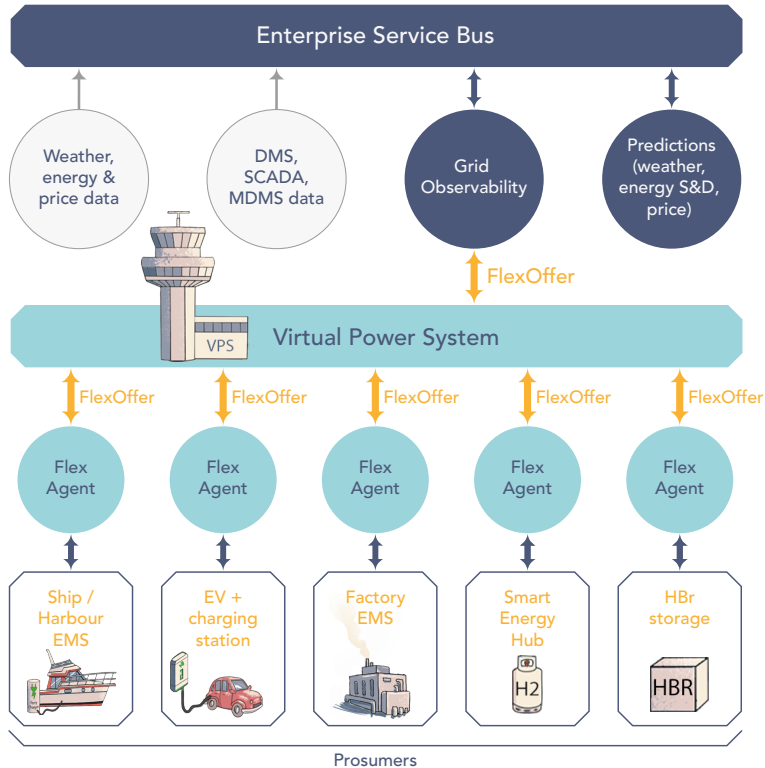 Enterprise Service Bus
Weather,
energy &
price data
DMS,
SCADA,
MDMS data
Grid
Observability
Predictions
(weather,
energy S&D,
price)
FlexOffer
VPS
Virtual Power System
FlexOffer
FlexOffer
FlexOffer
FlexOffer
FlexOffer
Flex
Agent
Flex
Agent
Flex
Agent
Flex
Agent
Flex
Agent
Ship /
Harbour
EMS
EV +
charging
station
Factory
EMS
Smart
Energy
Hub
H2
HBr
storage
HBR
Prosumers